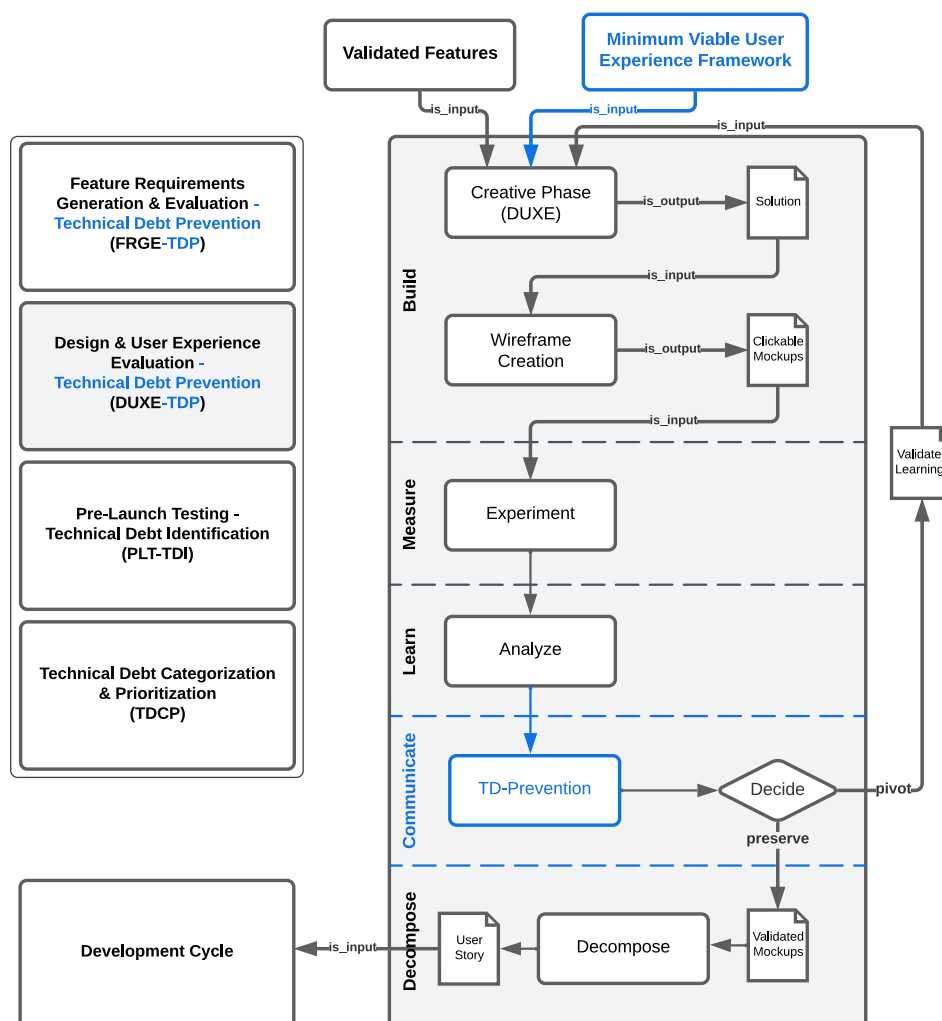 Validated Features
Minimum Viable User
Experience Framework
is_input
is_input
is_input
Feature Requirements
Generation & Evaluation -
Technical Debt Prevention
(FRGE-TDP)
Design & User Experience
Evaluation -
Technical Debt Prevention
(DUXE-TDP)
Pre-Launch Testing -
Technical Debt Identification
(PLT-TDI)
Technical Debt Categorization
& Prioritization
(TDCP)
Build
Creative Phase
(DUXE)
is_output
Solution
is_input
Wireframe
Creation
is_output
Clickable
Mockups
is_input
Measure
Experiment
Validate
Learning
Learn
Analyze
Communicate
TD-Prevention
Decide
pivot
preserve
Decompose
Validated
Mockups
Decompose
User
Story
is_input
Development Cycle